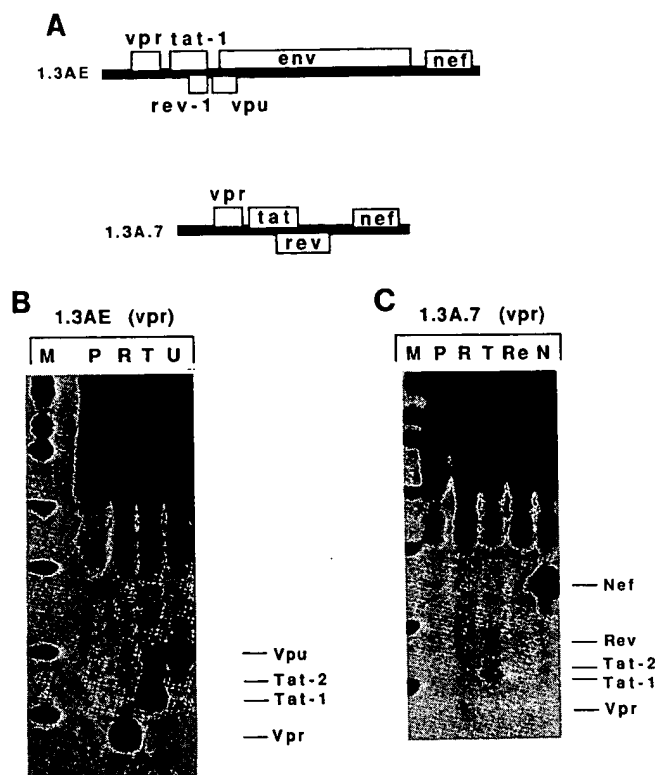 A
vpr tat-1 env nef
1.3AE
rev-1 vpu
vpr
tat nef
1.3A.7
rev
B
1.3AE (vpr)
M P R T U
Vpu
Tat-2
Tat-1
Vpr
C
1.3A.7 (vpr)
M P R T Re N
Nef
Rev
Tat-2
Tat-1
Vpr